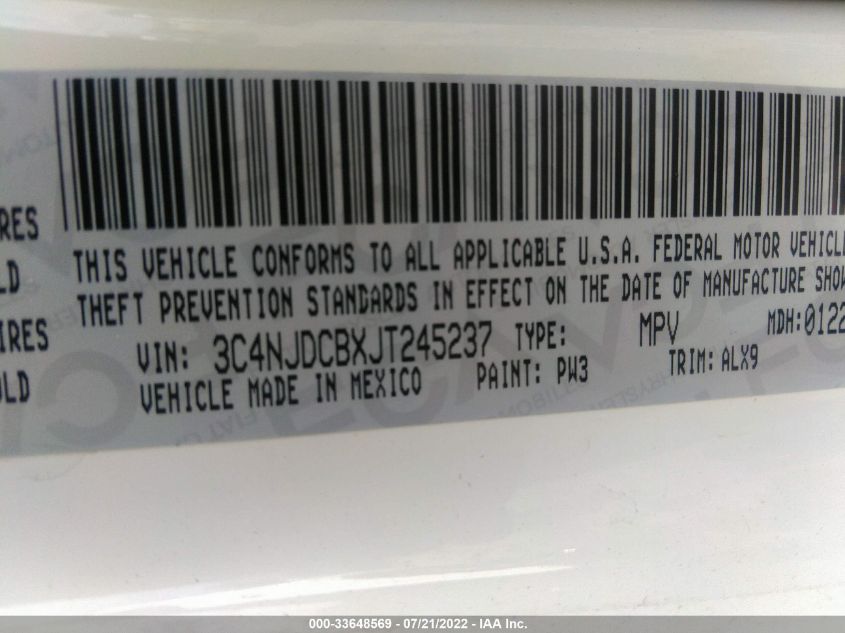 RES
LD
IRES
OLD
THIS VEHICLE CONFORMS TO ALL APPLICABLE U.S.A. FEDERAL MOTOR VEHICLE
THEFT PREVENTION STANDARDS IN EFFECT ON THE DATE OF MANUFACTURE SHOW
VIN: 3C4NJDCBXJT245237 TYPE: MPV MDH:0122
VEHICLE MADE IN MEXICO PAINT: PW3 TRIM: ALX9
000-33648569 - 07/21/2022 - IAA Inc.